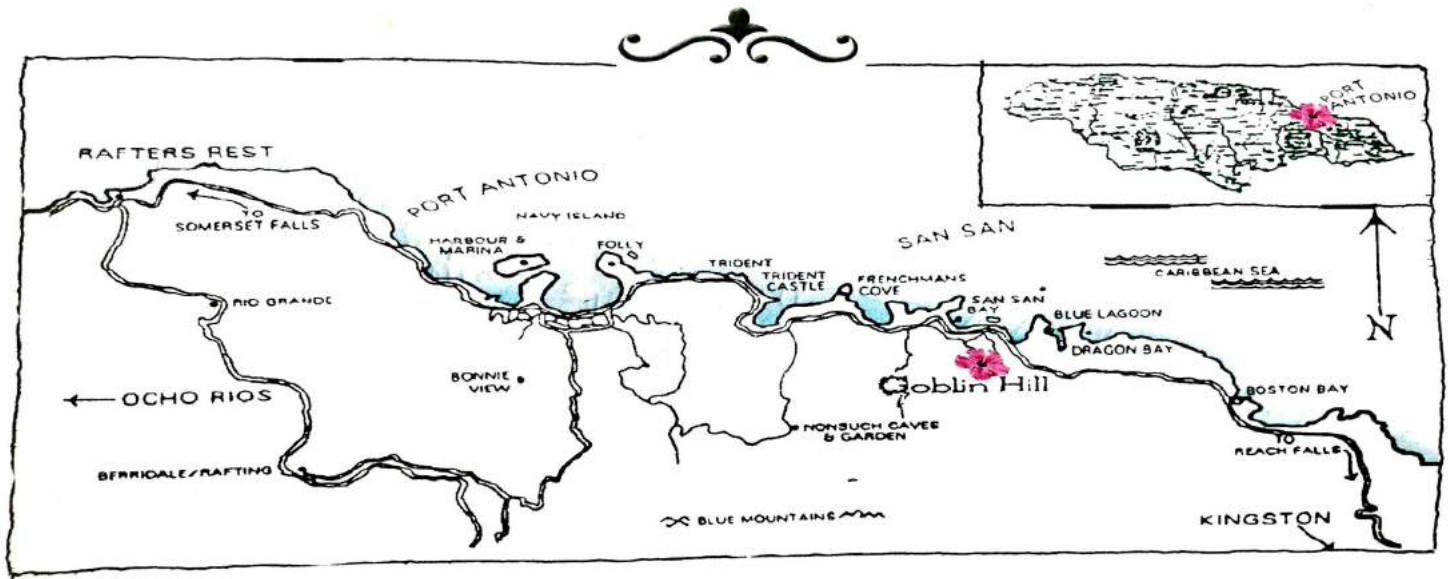 PORT
ANTONIO
RAFTERS REST
PORT ANTONIO
TO
SOMERSET FALLS
NAVY ISLAND
HARBOUR &
MARINA
FOLLY
SAN SAN
TRIDENT
TRIDENT
CASTLE
FRENCHMANS
COVE
CARIBBEAN SEA
SAN SAN
BAY
BLUE LAGOON
DRAGON BAY
N
RIO GRANDE
BONNIE
VIEW
Goblin Hill
OCHO RIOS
BOSTON BAY
NONSUCH CAVES
& GARDEN
TO
REACH FALLS
BERRIDALE/RAFTING
BLUE MOUNTAINS
KINGSTON